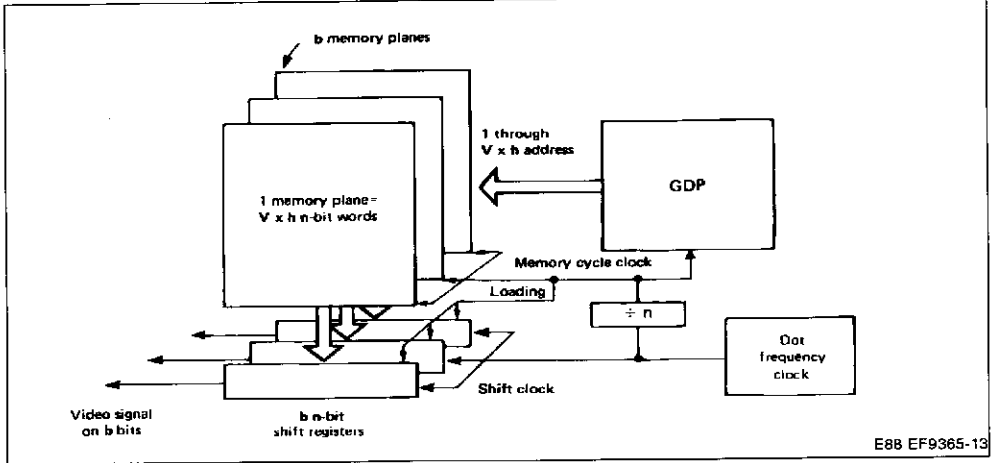 b memory planes
1 through
V x h address
GDP
1 memory plane=
V x h n-bit words
Memory cycle clock
Loading
÷ n
Dot
frequency
clock
Shift clock
Video signal
on b bits
b n-bit
shift registers
E88 EF9365-13